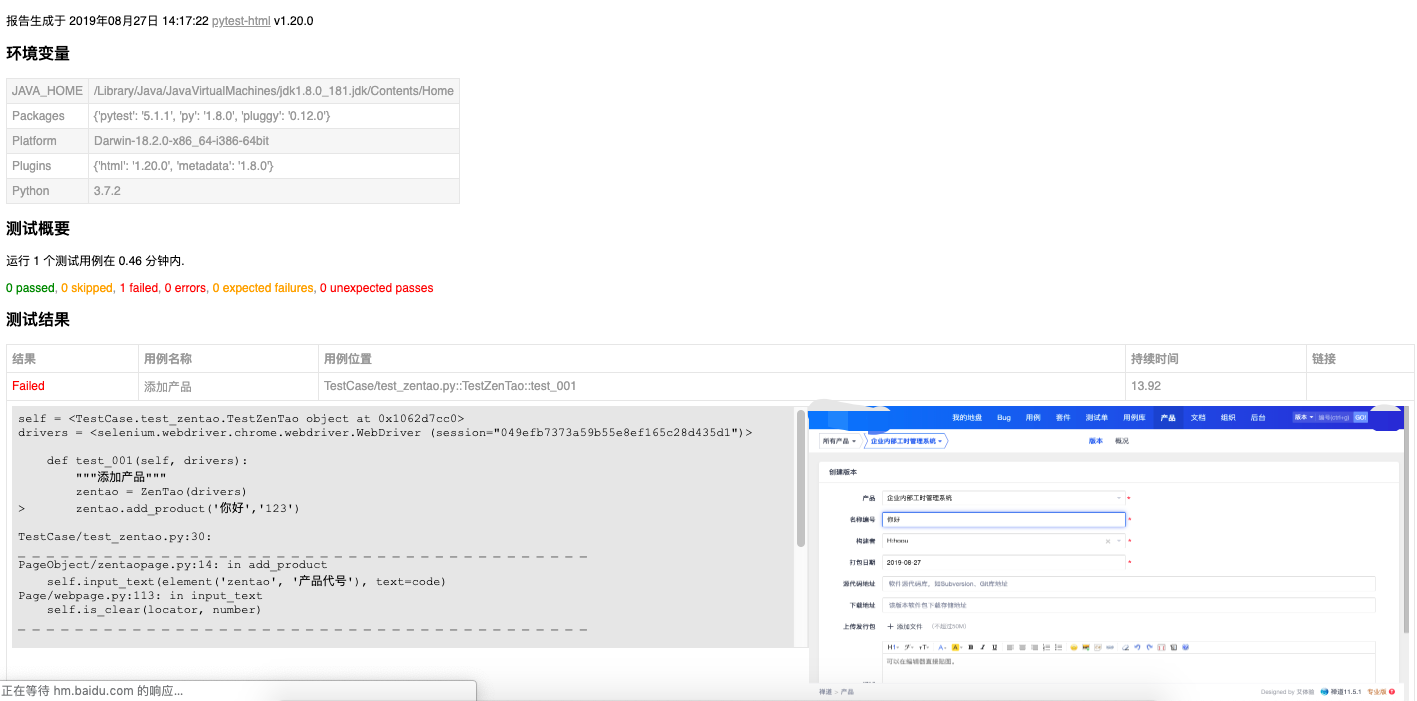 报告生成于 2019年08月27日 14:17:22 pytest-html v1.20.0
环境变量
JAVA_HOME /Library/Java/JavaVirtualMachines/jdk1.8.0_181.jdk/Contents/Home
Packages {'pytest': '5.1.1', 'py': '1.8.0', 'pluggy': '0.12.0'}
Platform Darwin-18.2.0-x86_64-i386-64bit
Plugins {'html': '1.20.0', 'metadata': '1.8.0'}
Python 3.7.2
测试概要
运行 1 个测试用例在 0.46 分钟内.
0 passed, 0 skipped, 1 failed, 0 errors, 0 expected failures, 0 unexpected passes
测试结果
结果 用例名称 用例位置 持续时间 链接
Failed 添加产品 TestCase/test_zentao.py::TestZenTao::test_001 13.92
self = <TestCase.test_zentao.TestZenTao object at 0x1062d7cc0>
drivers = <selenium.webdriver.chrome.webdriver.WebDriver (session="049efb7373a59b55e8ef165c28d435d1")>
def test_001(self, drivers):
"""添加产品"""
zentao = ZenTao(drivers)
> zentao.add_product('你好','123')
TestCase/test_zentao.py:30:
_ _ _ _ _ _ _ _ _ _ _ _ _ _ _ _ _ _ _ _ _ _ _ _ _ _ _ _ _ _ _ _ _ _ _ _ _ _ _ _
PageObject/zentaopage.py:14: in add_product
self.input_text(element('zentao', '产品代号'), text=code)
Page/webpage.py:113: in input_text
self.is_clear(locator, number)
_ _ _ _ _ _ _ _ _ _ _ _ _ _ _ _ _ _ _ _ _ _ _ _ _ _ _ _ _ _ _ _ _ _ _ _ _ _ _ _
我的地盘 Bug 用例 套件 测试单 用例库 产品 文档 组织 后台 版本 编号(ctrl+g) GO!
所有产品 企业内部工时管理系统 版本 概况
创建版本
产品 企业内部工时管理系统 *
名称编号 你好 *
构建者 *
打包日期 2019-08-27 *
源代码地址 软件源代码库，如Subversion、Git库地址
下载地址 该版本软件包下载存储地址
上传发行包 + 添加文件 (不超过50M)
可以在编辑器直接贴图。
禅道 > 产品 Designed by 艾体验 禅道11.5.1 专业版
正在等待 hm.baidu.com 的响应...